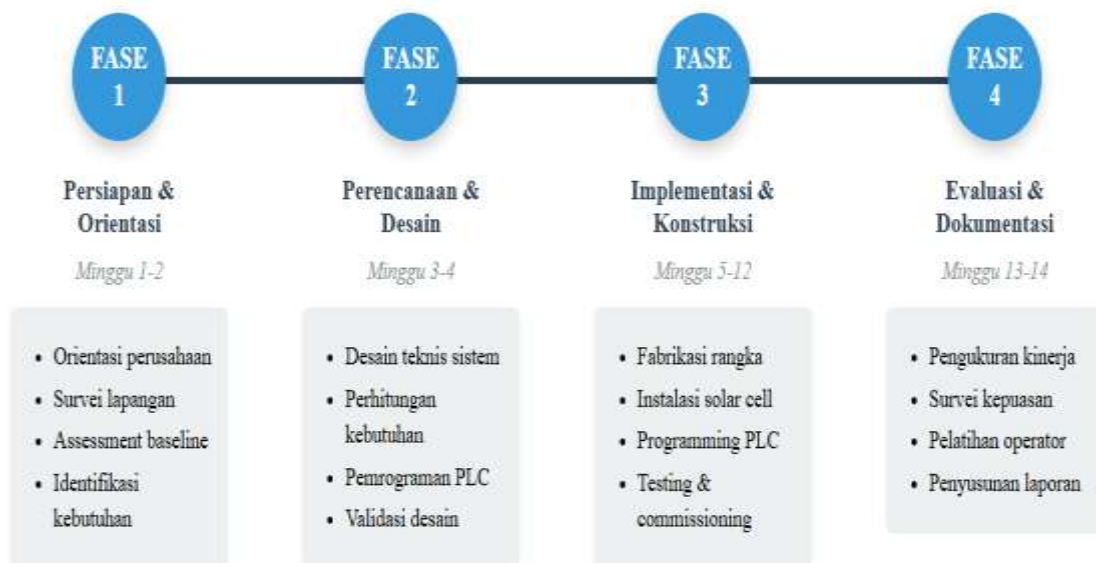 FASE
1
FASE
2
FASE
3
FASE
4
Persiapan &
Orientasi
Minggu 1-2
• Orientasi perusahaan
• Survei lapangan
• Assessment baseline
• Identifikasi
kebutuhan
Perencanaan &
Desain
Minggu 3-4
• Desain teknis sistem
• Perhitungan
kebutuhan
• Pemrograman PLC
• Validasi desain
Implementasi &
Konstruksi
Minggu 5-12
• Fabrikasi rangka
• Instalasi solar cell
• Programming PLC
• Testing &
commissioning
Evaluasi &
Dokumentasi
Minggu 13-14
• Pengukuran kinerja
• Survei kepuasan
• Pelatihan operator
• Penyusunan laporan